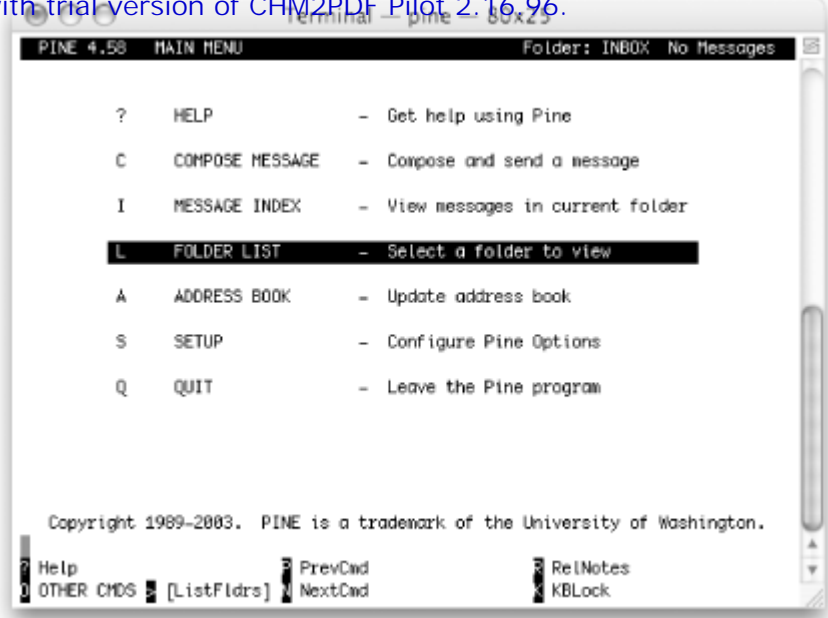 with trial version of CHM2PDF Pilot 2.16.96.
Terminal — pine — 80x25
PINE 4.58 MAIN MENU Folder: INBOX No Messages
? HELP - Get help using Pine
C COMPOSE MESSAGE - Compose and send a message
I MESSAGE INDEX - View messages in current folder
L FOLDER LIST - Select a folder to view
A ADDRESS BOOK - Update address book
S SETUP - Configure Pine Options
Q QUIT - Leave the Pine program
Copyright 1989-2003. PINE is a trademark of the University of Washington.
? Help P PrevCmd R RelNotes
O OTHER CMDS > [ListFldrs] N NextCmd K KBLock